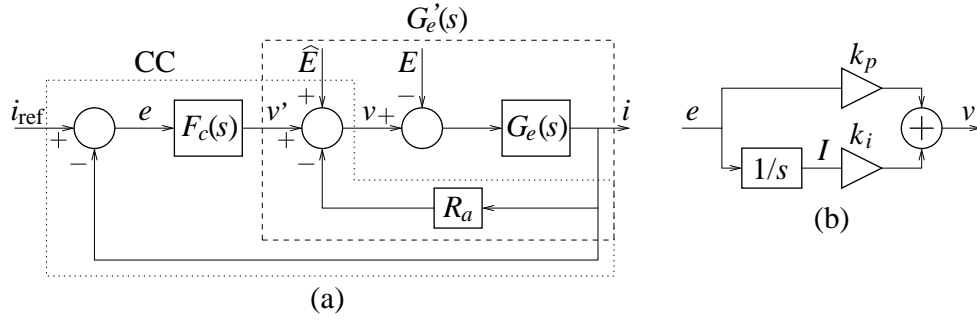 G_e'(s)
CC
Ê
E
k_p
i_ref
+
−
e
F_c(s)
v'
+
+
−
v
+
−
G_e(s)
i
R_a
(a)
e
1/s
I
k_i
+
v
(b)